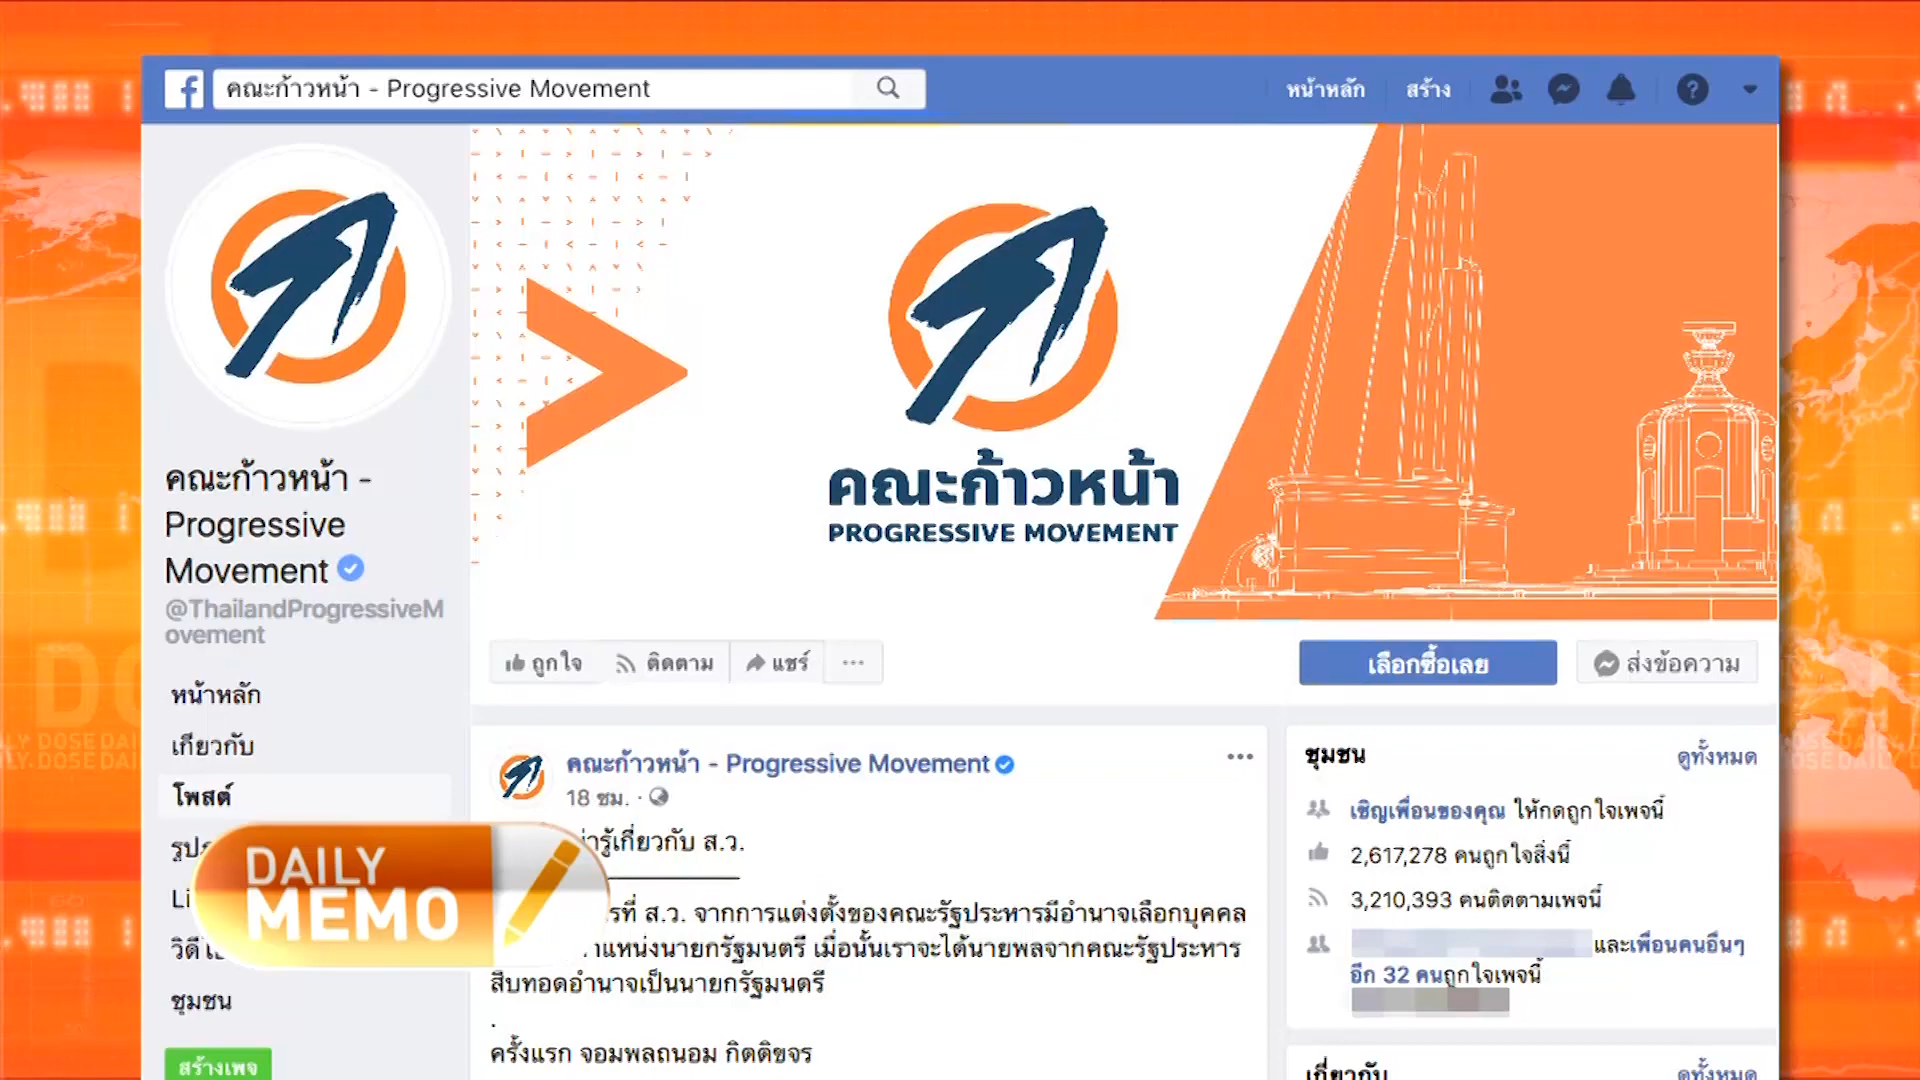 คณะก้าวหน้า - Progressive Movement
หน้าหลัก
สร้าง
คณะก้าวหน้า
PROGRESSIVE MOVEMENT
คณะก้าวหน้า -
Progressive
Movement
@ThailandProgressiveM
ovement
หน้าหลัก
เกี่ยวกับ
โพสต์
Li
ชุมชน
สร้างเพจ
ถูกใจ
ติดตาม
แชร์
เลือกซื้อเลย
ส่งข้อความ
คณะก้าวหน้า - Progressive Movement
18 ชม.
รู้เกี่ยวกับ ส.ว.
ที่ ส.ว. จากการแต่งตั้งของคณะรัฐประหารมีอำนาจเลือกบุคคล
แหน่งนายกรัฐมนตรี เมื่อนั้นเราจะได้นายพลจากคณะรัฐประหาร
สืบทอดอำนาจเป็นนายกรัฐมนตรี
.
ครั้งแรก จอมพลถนอม กิตติขจร
ชุมชน
ดูทั้งหมด
เชิญเพื่อนของคุณ ให้กดถูกใจเพจนี้
2,617,278 คนถูกใจสิ่งนี้
3,210,393 คนติดตามเพจนี้
และเพื่อนคนอื่นๆ
อีก 32 คนถูกใจเพจนี้
เกี่ยวกับ
ดูทั้งหมด
DAILY
MEMO